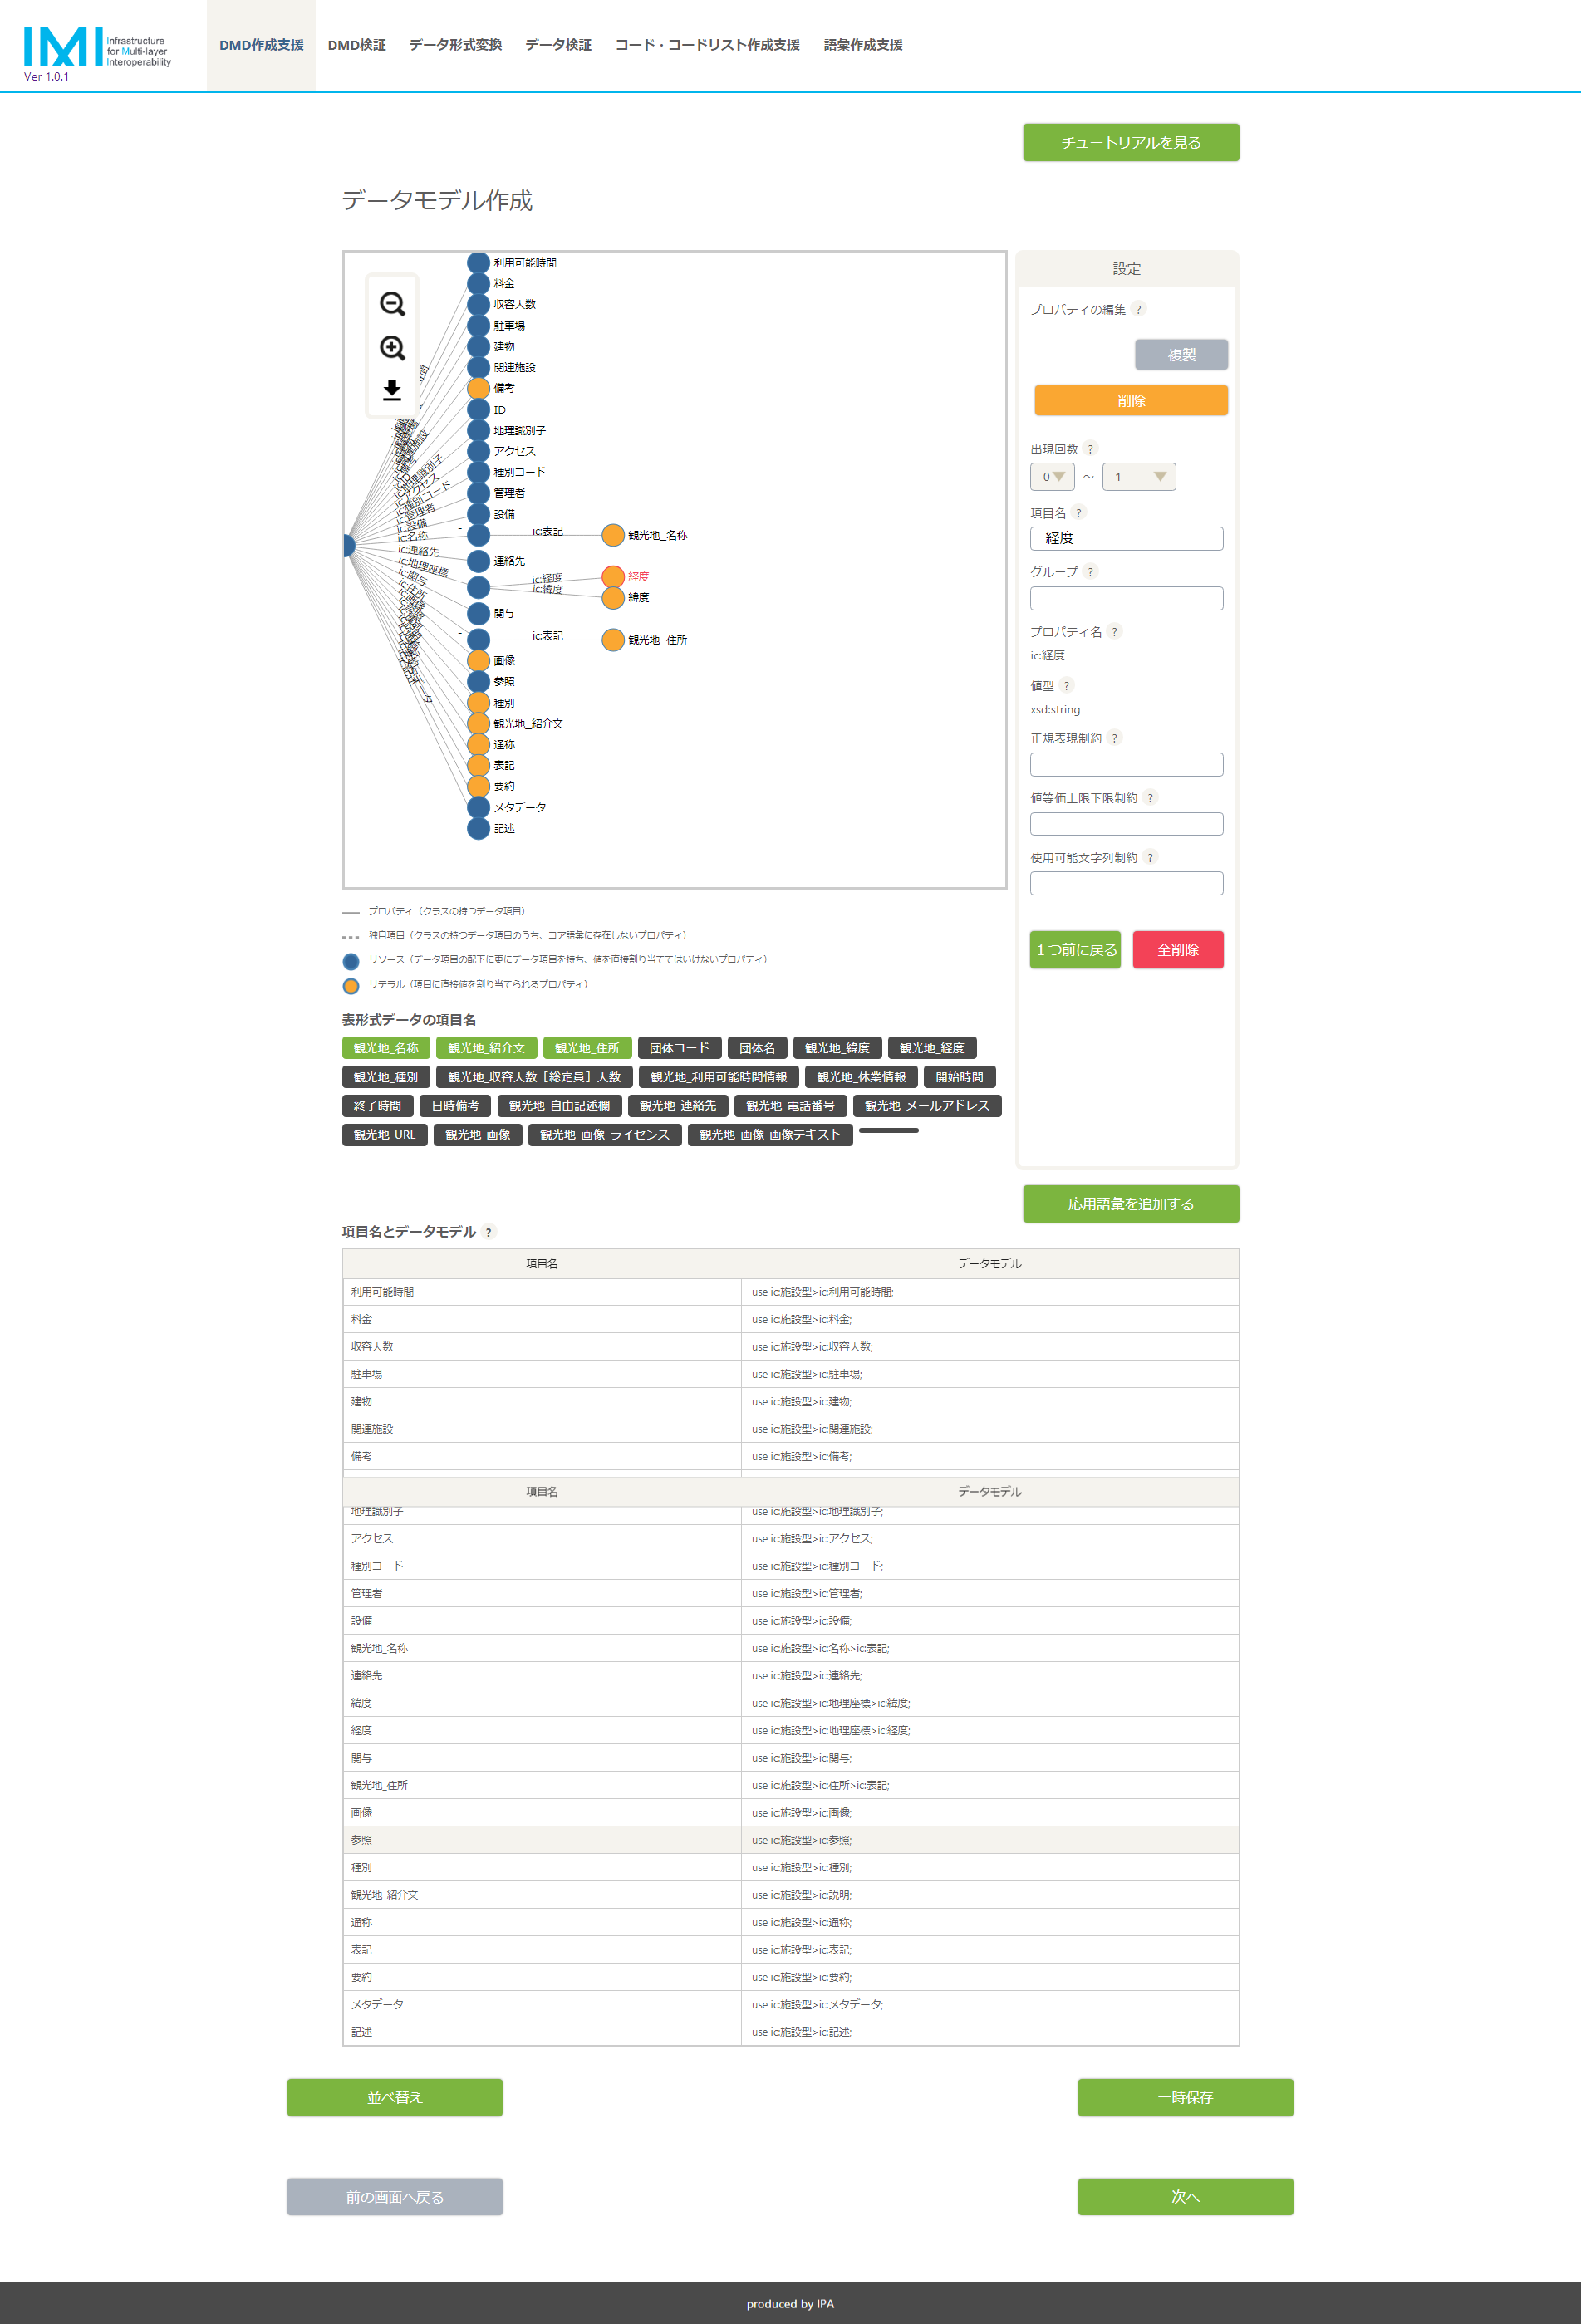 IMI Infrastructure for Multi-layer Interoperability
Ver 1.0.1
DMD作成支援 DMD検証 データ形式変換 データ検証 コード・コードリスト作成支援 語彙作成支援
チュートリアルを見る
データモデル作成
利用可能時間
料金
収容人数
駐車場
建物
関連施設
備考
ID
地理識別子
アクセス
種別コード
管理者
設備
- ic:表記 観光地_名称
連絡先
- ic:経度 経度
ic:緯度 緯度
関与
- ic:表記 観光地_住所
画像
参照
種別
観光地_紹介文
通称
表記
要約
メタデータ
記述
ic:種別コード
ic:管理者
ic:設備
ic:名称
ic:連絡先
ic:地理座標
ic:関与
ic:住所
設定
プロパティの編集 ?
複製
削除
出現回数 ?
0 ～ 1
項目名 ?
経度
グループ ?
プロパティ名 ?
ic:経度
値型 ?
xsd:string
正規表現制約 ?
値等価上限下限制約 ?
使用可能文字列制約 ?
1つ前に戻る 全削除
プロパティ（クラスの持つデータ項目）
独自項目（クラスの持つデータ項目のうち、コア語彙に存在しないプロパティ）
リソース（データ項目の配下に更にデータ項目を持ち、値を直接割り当ててはいけないプロパティ）
リテラル（項目に直接値を割り当てられるプロパティ）
表形式データの項目名
観光地_名称 観光地_紹介文 観光地_住所 団体コード 団体名 観光地_緯度 観光地_経度
観光地_種別 観光地_収容人数［総定員］人数 観光地_利用可能時間情報 観光地_休業情報 開始時間
終了時間 日時備考 観光地_自由記述欄 観光地_連絡先 観光地_電話番号 観光地_メールアドレス
観光地_URL 観光地_画像 観光地_画像_ライセンス 観光地_画像_画像テキスト
応用語彙を追加する
項目名とデータモデル ?
項目名 データモデル
利用可能時間 use ic:施設型>ic:利用可能時間;
料金 use ic:施設型>ic:料金;
収容人数 use ic:施設型>ic:収容人数;
駐車場 use ic:施設型>ic:駐車場;
建物 use ic:施設型>ic:建物;
関連施設 use ic:施設型>ic:関連施設;
備考 use ic:施設型>ic:備考;
項目名 データモデル
地理識別子 use ic:施設型>ic:地理識別子;
アクセス use ic:施設型>ic:アクセス;
種別コード use ic:施設型>ic:種別コード;
管理者 use ic:施設型>ic:管理者;
設備 use ic:施設型>ic:設備;
観光地_名称 use ic:施設型>ic:名称>ic:表記;
連絡先 use ic:施設型>ic:連絡先;
緯度 use ic:施設型>ic:地理座標>ic:緯度;
経度 use ic:施設型>ic:地理座標>ic:経度;
関与 use ic:施設型>ic:関与;
観光地_住所 use ic:施設型>ic:住所>ic:表記;
画像 use ic:施設型>ic:画像;
参照 use ic:施設型>ic:参照;
種別 use ic:施設型>ic:種別;
観光地_紹介文 use ic:施設型>ic:説明;
通称 use ic:施設型>ic:通称;
表記 use ic:施設型>ic:表記;
要約 use ic:施設型>ic:要約;
メタデータ use ic:施設型>ic:メタデータ;
記述 use ic:施設型>ic:記述;
並べ替え 一時保存
前の画面へ戻る 次へ
produced by IPA